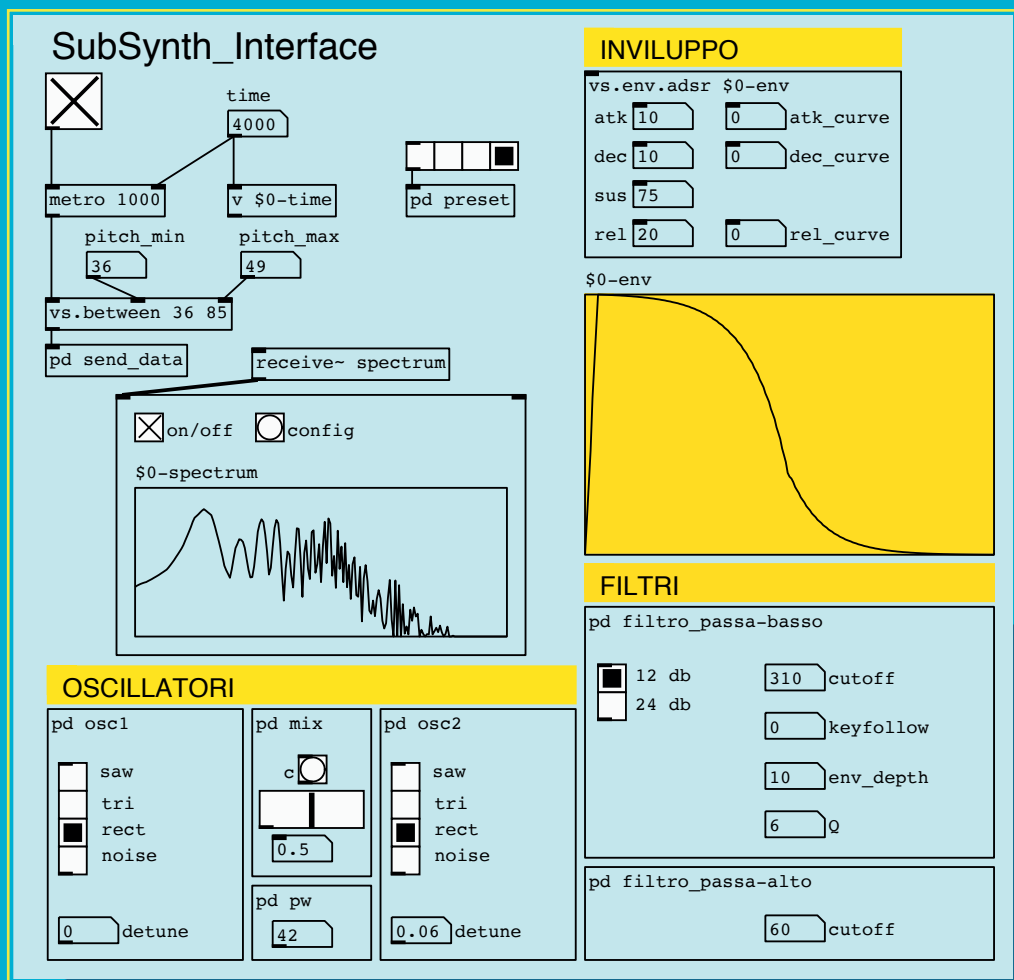 SubSynth_Interface
time
4000
metro 1000
v $0-time
pd preset
pitch_min
pitch_max
36
49
vs.between 36 85
pd send_data
receive~ spectrum
on/off
config
$0-spectrum
INVILUPPO
vs.env.adsr $0-env
atk 10 0 atk_curve
dec 10 0 dec_curve
sus 75
rel 20 0 rel_curve
$0-env
OSCILLATORI
pd osc1
saw
tri
rect
noise
0 detune
pd mix
c
0.5
pd pw
42
pd osc2
saw
tri
rect
noise
0.06 detune
FILTRI
pd filtro_passa-basso
12 db
24 db
310 cutoff
0 keyfollow
10 env_depth
6 Q
pd filtro_passa-alto
60 cutoff